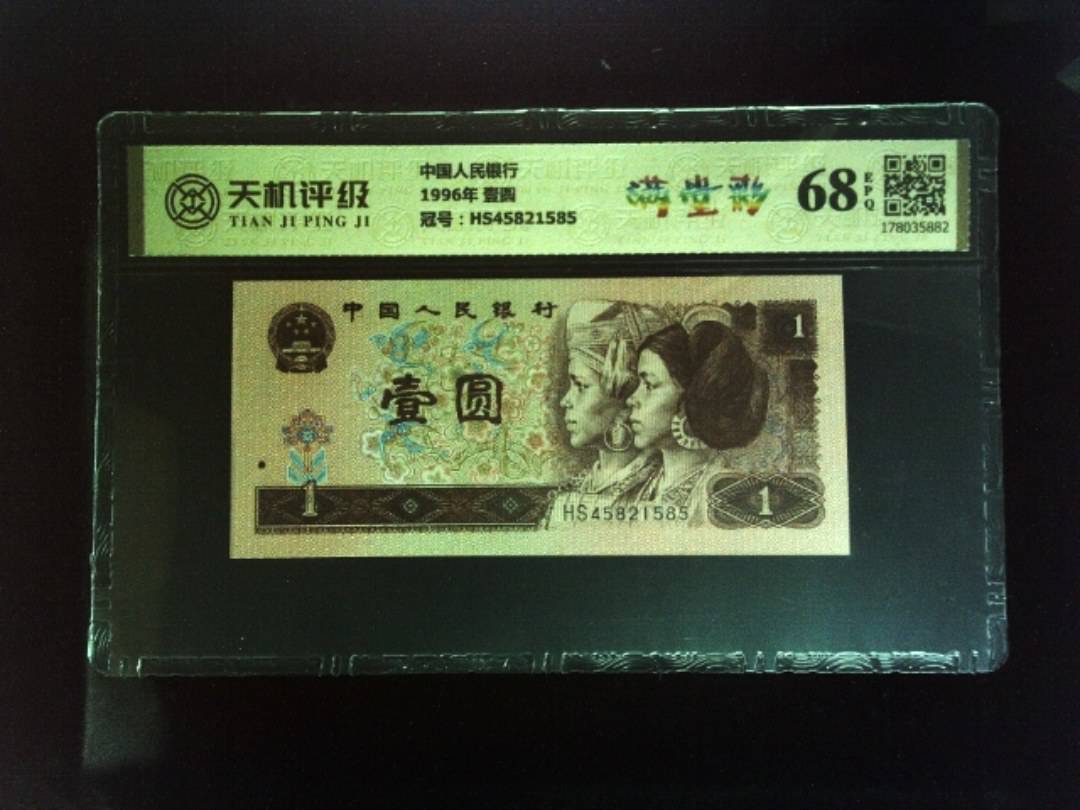 天机评级
TIAN JI PING JI
中国人民银行
1996年 壹圆
冠号：HS45821585
满堂彩
68
EPQ
178035882
中国人民银行
1
壹圆
1
HS45821585
1